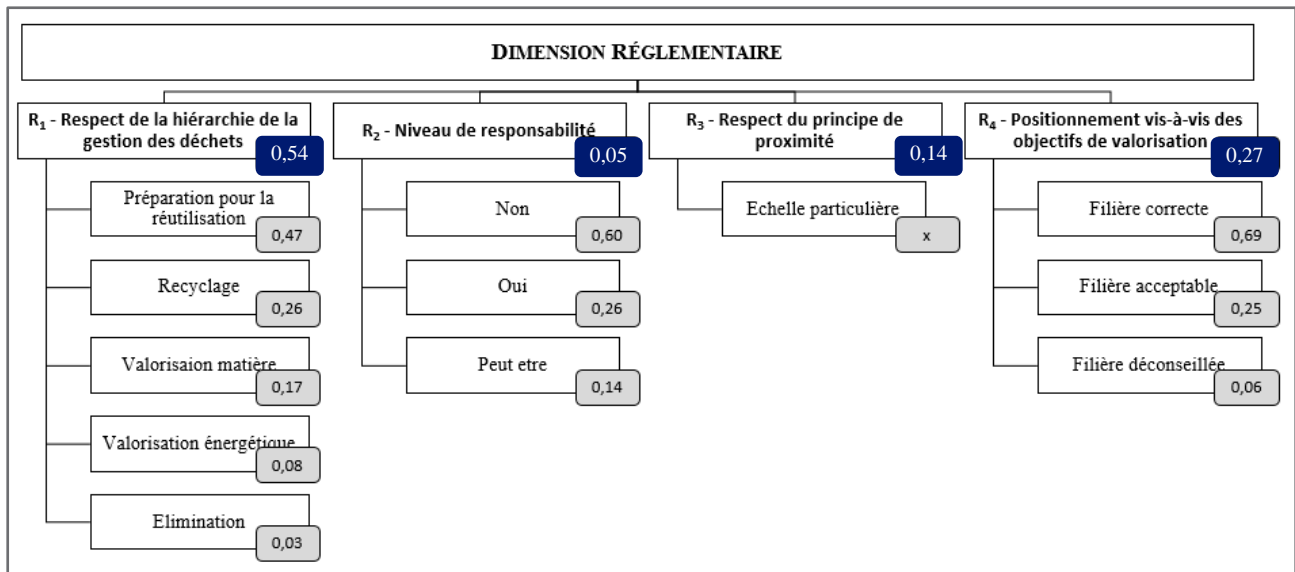 DIMENSION RÉGLEMENTAIRE
R1 - Respect de la hiérarchie de la
gestion des déchets
0,54
Préparation pour la
réutilisation
0,47
Recyclage
0,26
Valorisaion matière
0,17
Valorisation énergétique
0,08
Elimination
0,03
R2 - Niveau de responsabilité
0,05
Non
0,60
Oui
0,26
Peut etre
0,14
R3 - Respect du principe de
proximité
0,14
Echelle particulière
x
R4 - Positionnement vis-à-vis des
objectifs de valorisation
0,27
Filière correcte
0,69
Filière acceptable
0,25
Filière déconseillée
0,06